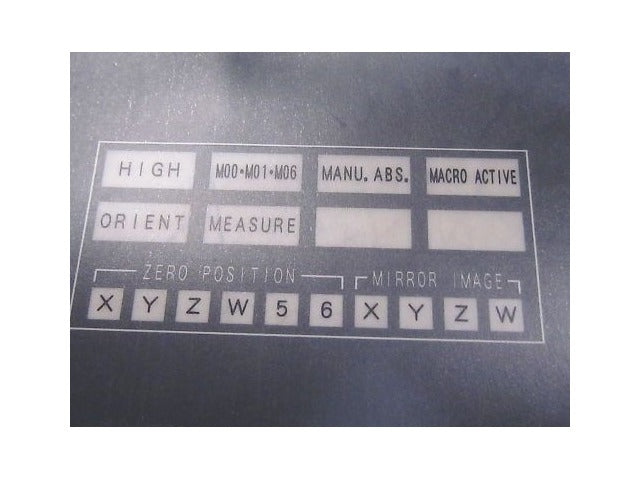 HIGH M00•M01•M06 MANU. ABS. MACRO ACTIVE
ORIENT MEASURE
ZERO POSITION MIRROR IMAGE
X Y Z W 5 6 X Y Z W